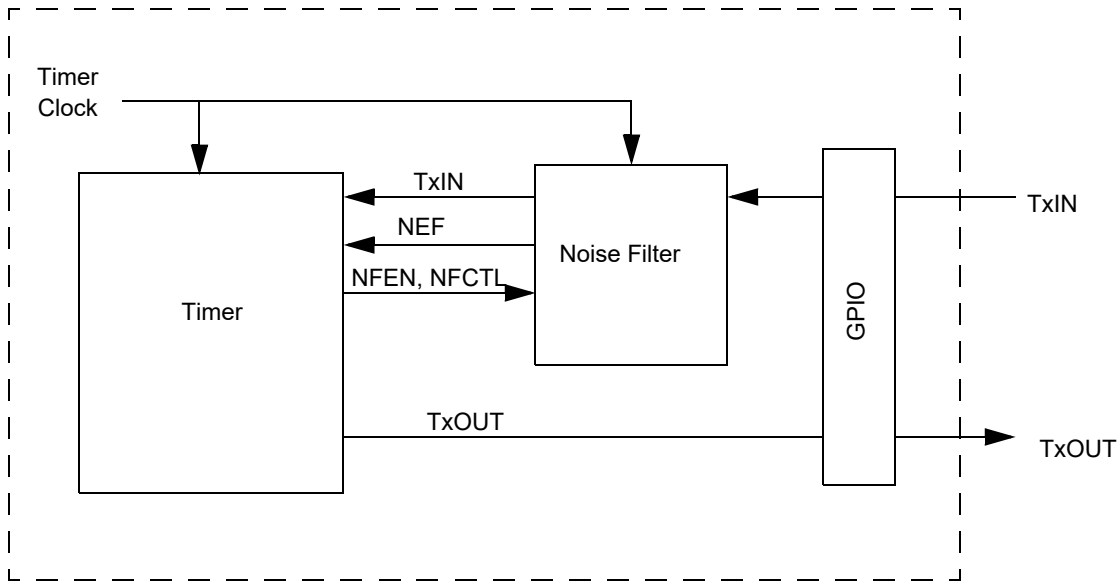 Timer
Clock
TxIN
TxIN
NEF
Noise Filter
NFEN, NFCTL
Timer
GPIO
TxOUT
TxOUT